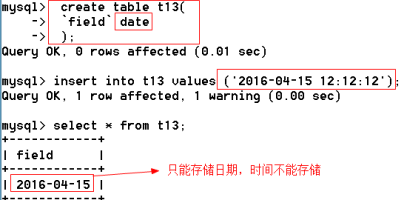 mysql> create table t13(
    -> `field` date
    -> );
Query OK, 0 rows affected (0.01 sec)
mysql> insert into t13 values ('2016-04-15 12:12:12');
Query OK, 1 row affected, 1 warning (0.00 sec)
mysql> select * from t13;
+------------+
| field      |
+------------+
| 2016-04-15 | 只能存储日期，时间不能存储